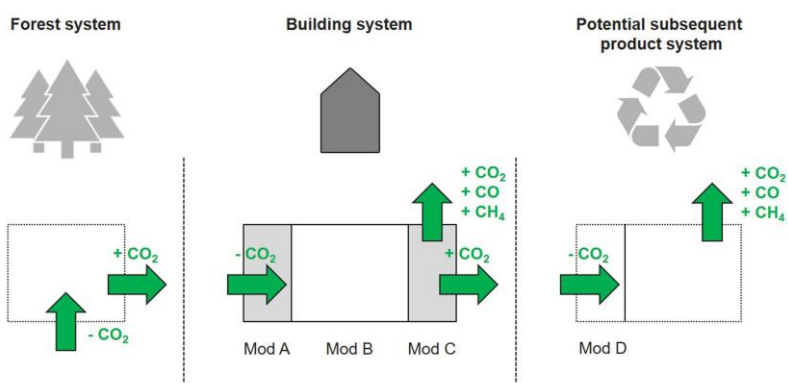 Forest system
Building system
Potential subsequent
product system
+ CO₂
+ CO
+ CH₄
+ CO₂
+ CO
+ CH₄
+ CO₂
- CO₂
+ CO₂
- CO₂
- CO₂
Mod A
Mod B
Mod C
Mod D